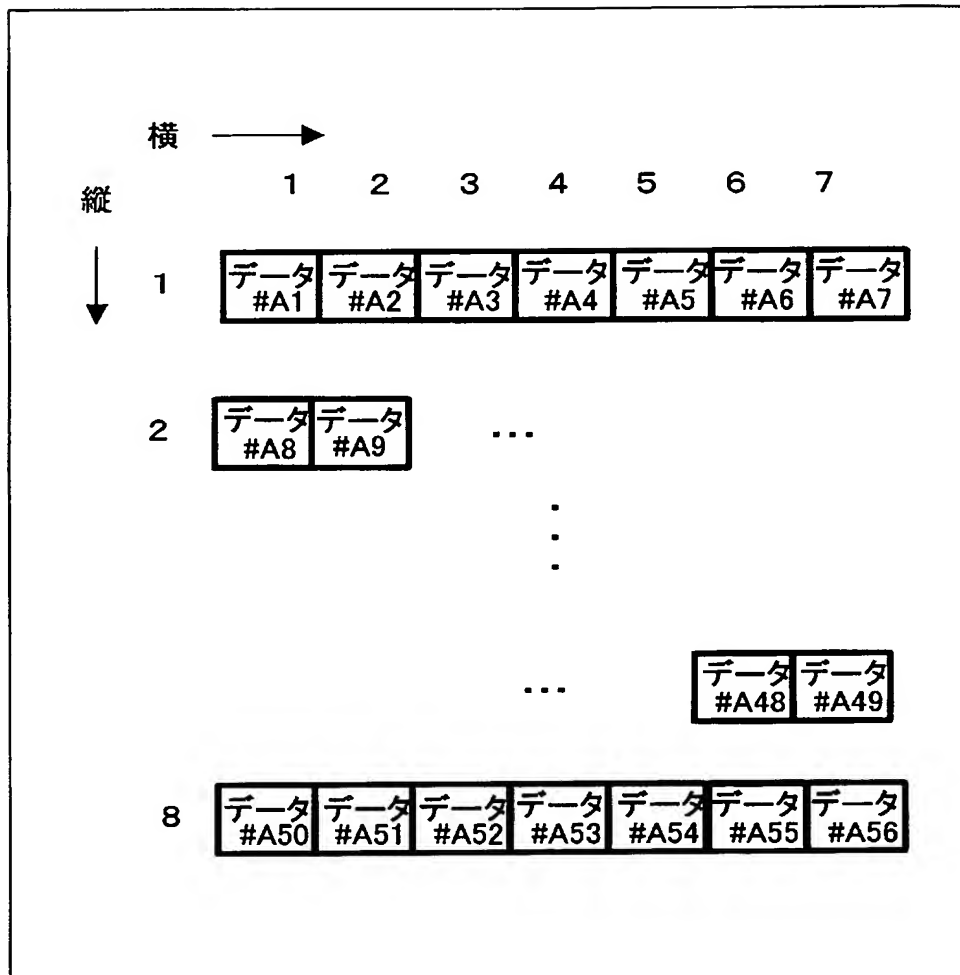 横
1 2 3 4 5 6 7
縦
1
データ データ データ データ データ データ データ
#A1 #A2 #A3 #A4 #A5 #A6 #A7
2
データ データ ...
#A8 #A9
... データ データ
#A48 #A49
8
データ データ データ データ データ データ データ
#A50 #A51 #A52 #A53 #A54 #A55 #A56